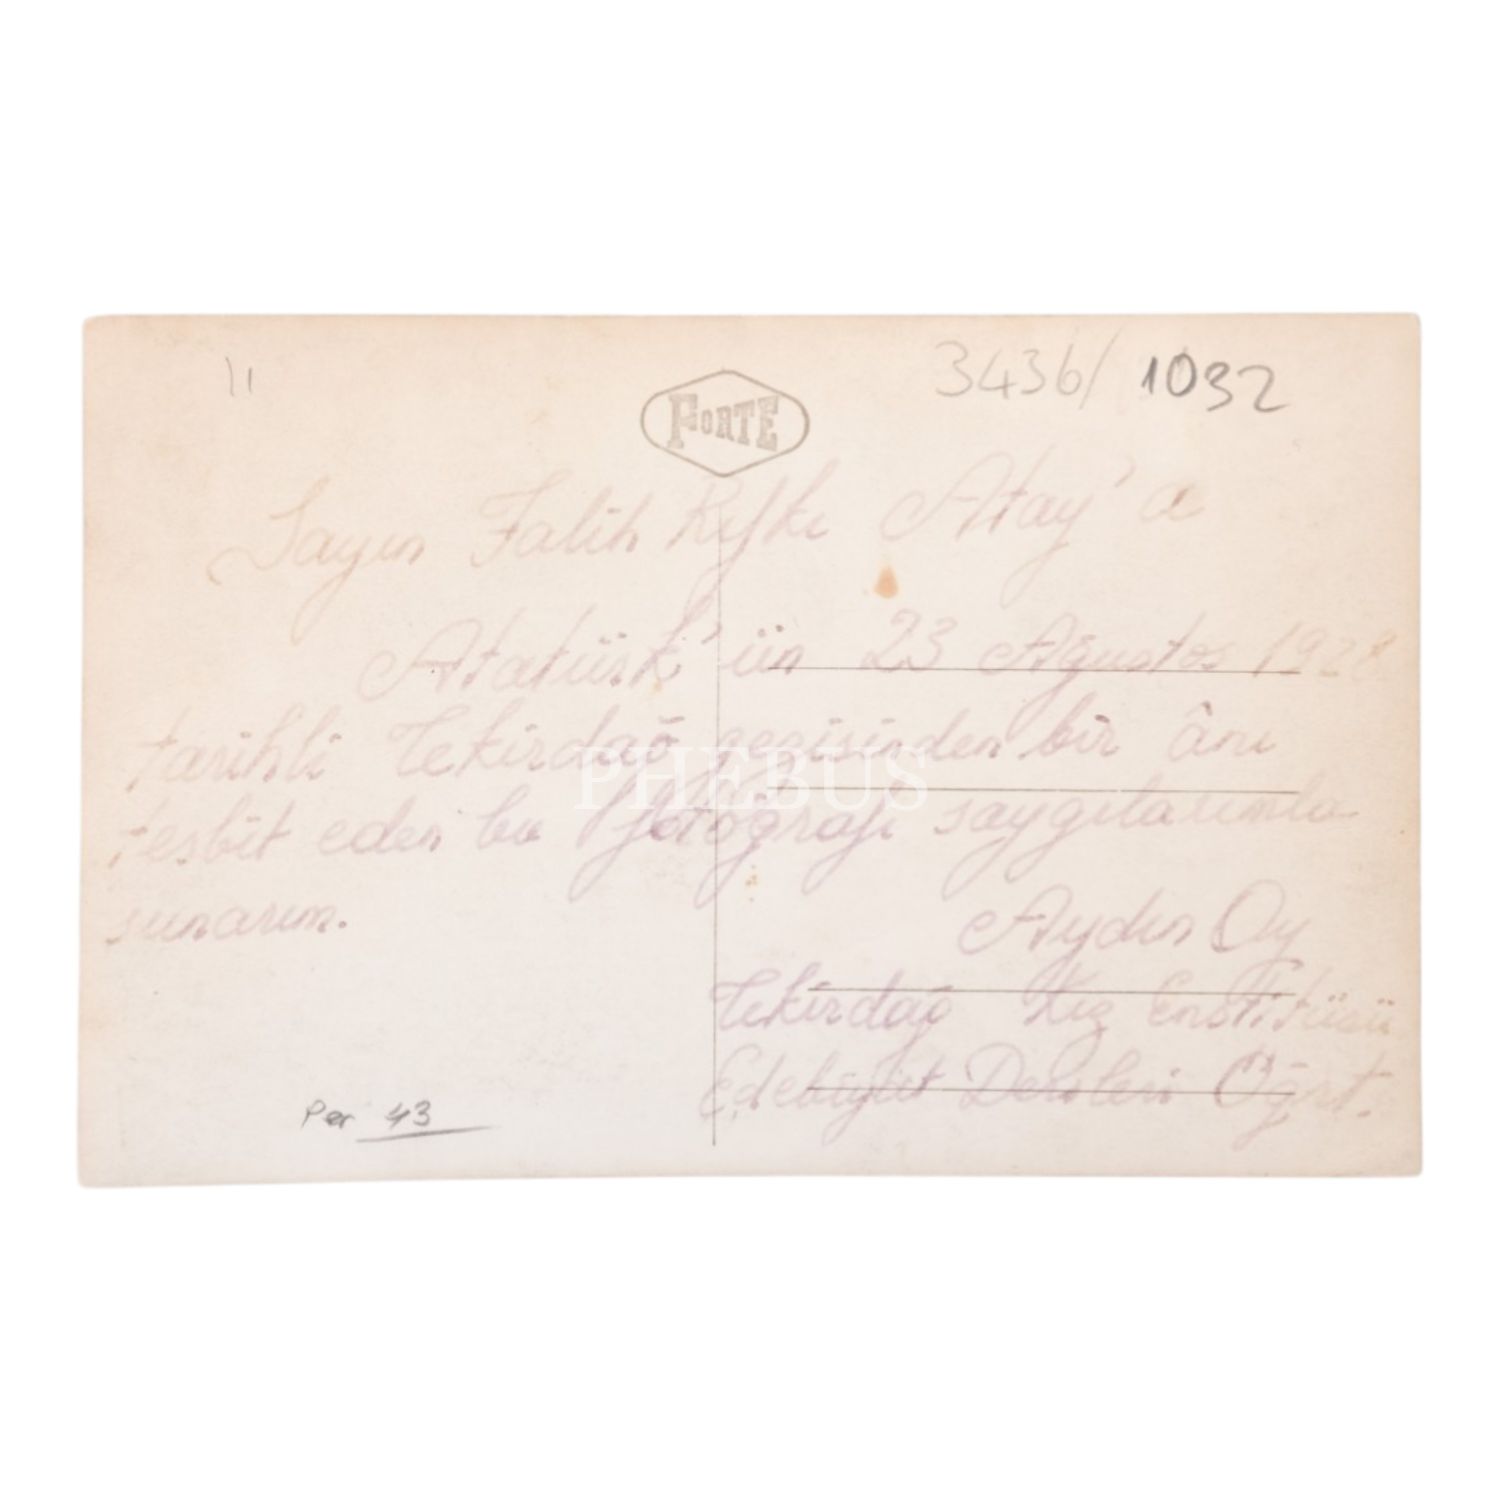 11
FORTE
3436/ 1032
Sayın Falih Rıfkı Atay'a
Atatürk'ün 23 Ağustos 1928
tarihli Tekirdağ gezisinden bir ânı
tesbit eden bu fotoğrafı saygılarımla
sunarım.
PHEBUS
Aydın Oy
Tekirdağ Kız Enstitüsü
Edebiyat Dersleri Öğrt.
Per 43